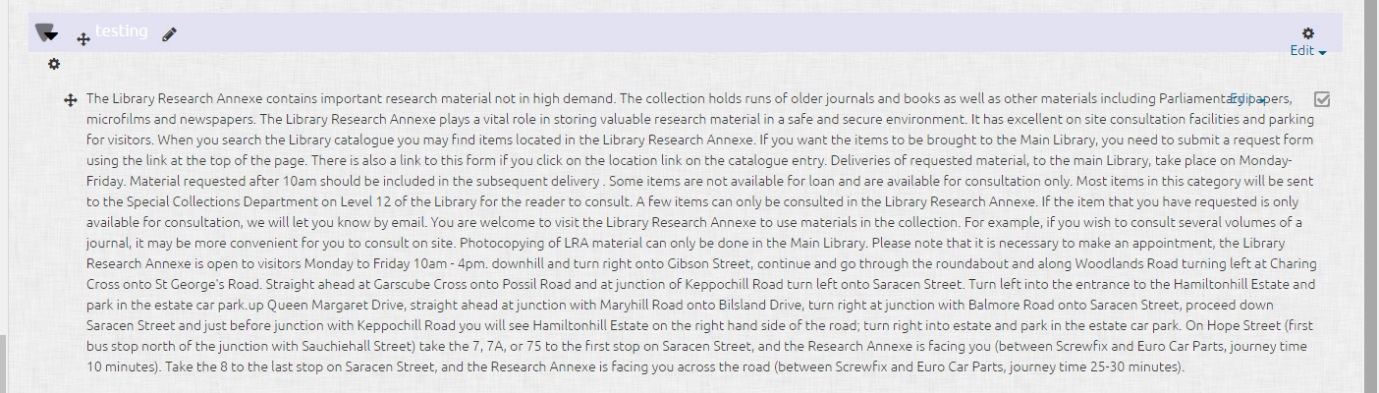 testing
Edit
The Library Research Annexe contains important research material not in high demand. The collection holds runs of older journals and books as well as other materials including Parliamentary papers, Edit
microfilms and newspapers. The Library Research Annexe plays a vital role in storing valuable research material in a safe and secure environment. It has excellent on site consultation facilities and parking
for visitors. When you search the Library catalogue you may find items located in the Library Research Annexe. If you want the items to be brought to the Main Library, you need to submit a request form
using the link at the top of the page. There is also a link to this form if you click on the location link on the catalogue entry. Deliveries of requested material, to the main Library, take place on Monday-
Friday. Material requested after 10am should be included in the subsequent delivery . Some items are not available for loan and are available for consultation only. Most items in this category will be sent
to the Special Collections Department on Level 12 of the Library for the reader to consult. A few items can only be consulted in the Library Research Annexe. If the item that you have requested is only
available for consultation, we will let you know by email. You are welcome to visit the Library Research Annexe to use materials in the collection. For example, if you wish to consult several volumes of a
journal, it may be more convenient for you to consult on site. Photocopying of LRA material can only be done in the Main Library. Please note that it is necessary to make an appointment, the Library
Research Annexe is open to visitors Monday to Friday 10am - 4pm. downhill and turn right onto Gibson Street, continue and go through the roundabout and along Woodlands Road turning left at Charing
Cross onto St George's Road. Straight ahead at Garscube Cross onto Possil Road and at junction of Keppochill Road turn left onto Saracen Street. Turn left into the entrance to the Hamiltonhill Estate and
park in the estate car park.up Queen Margaret Drive, straight ahead at junction with Maryhill Road onto Bilsland Drive, turn right at junction with Balmore Road onto Saracen Street, proceed down
Saracen Street and just before junction with Keppochill Road you will see Hamiltonhill Estate on the right hand side of the road; turn right into estate and park in the estate car park. On Hope Street (first
bus stop north of the junction with Sauchiehall Street) take the 7, 7A, or 75 to the first stop on Saracen Street, and the Research Annexe is facing you (between Screwfix and Euro Car Parts, journey time
10 minutes). Take the 8 to the last stop on Saracen Street, and the Research Annexe is facing you across the road (between Screwfix and Euro Car Parts, journey time 25-30 minutes).